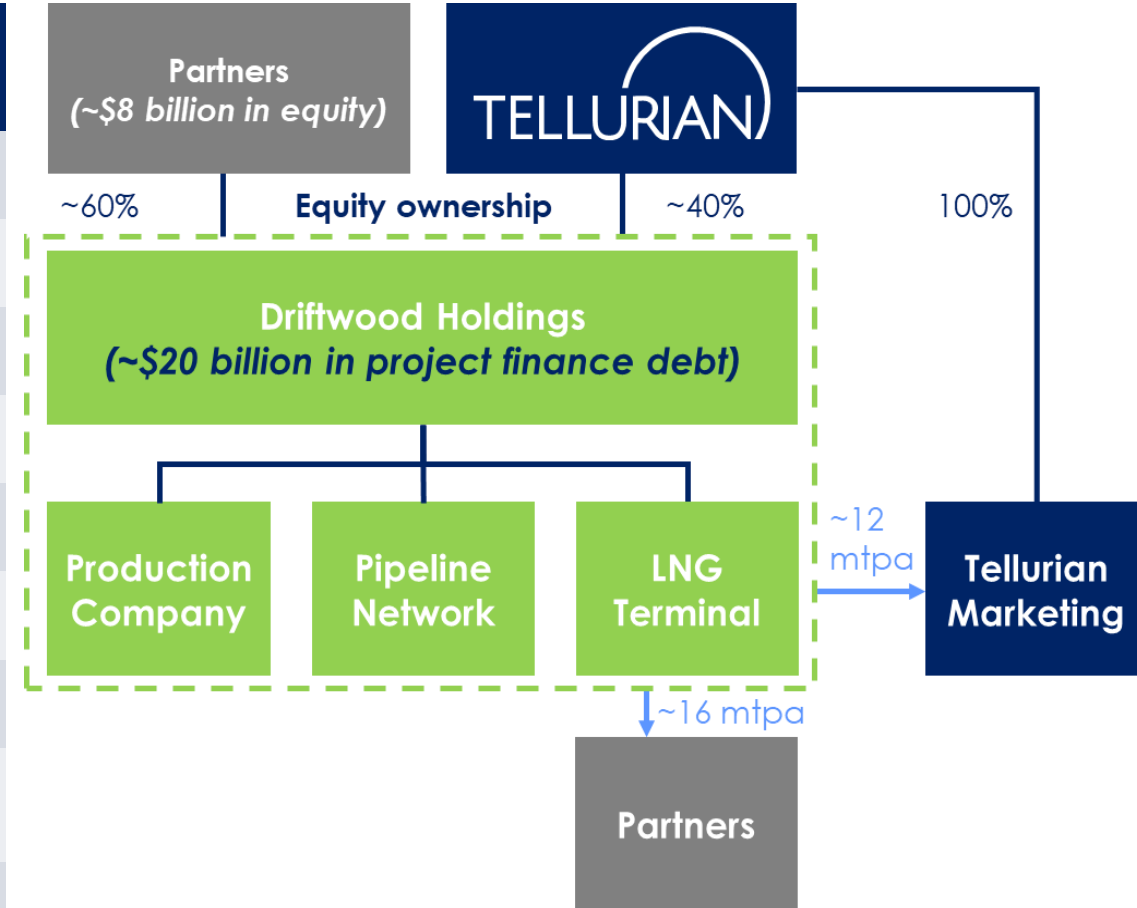 Partners
(~$8 billion in equity)
TELLURIAN
~60%
Equity ownership
~40%
100%
Driftwood Holdings
(~$20 billion in project finance debt)
Production
Company
Pipeline
Network
LNG
Terminal
~12
mtpa
Tellurian
Marketing
~16 mtpa
Partners